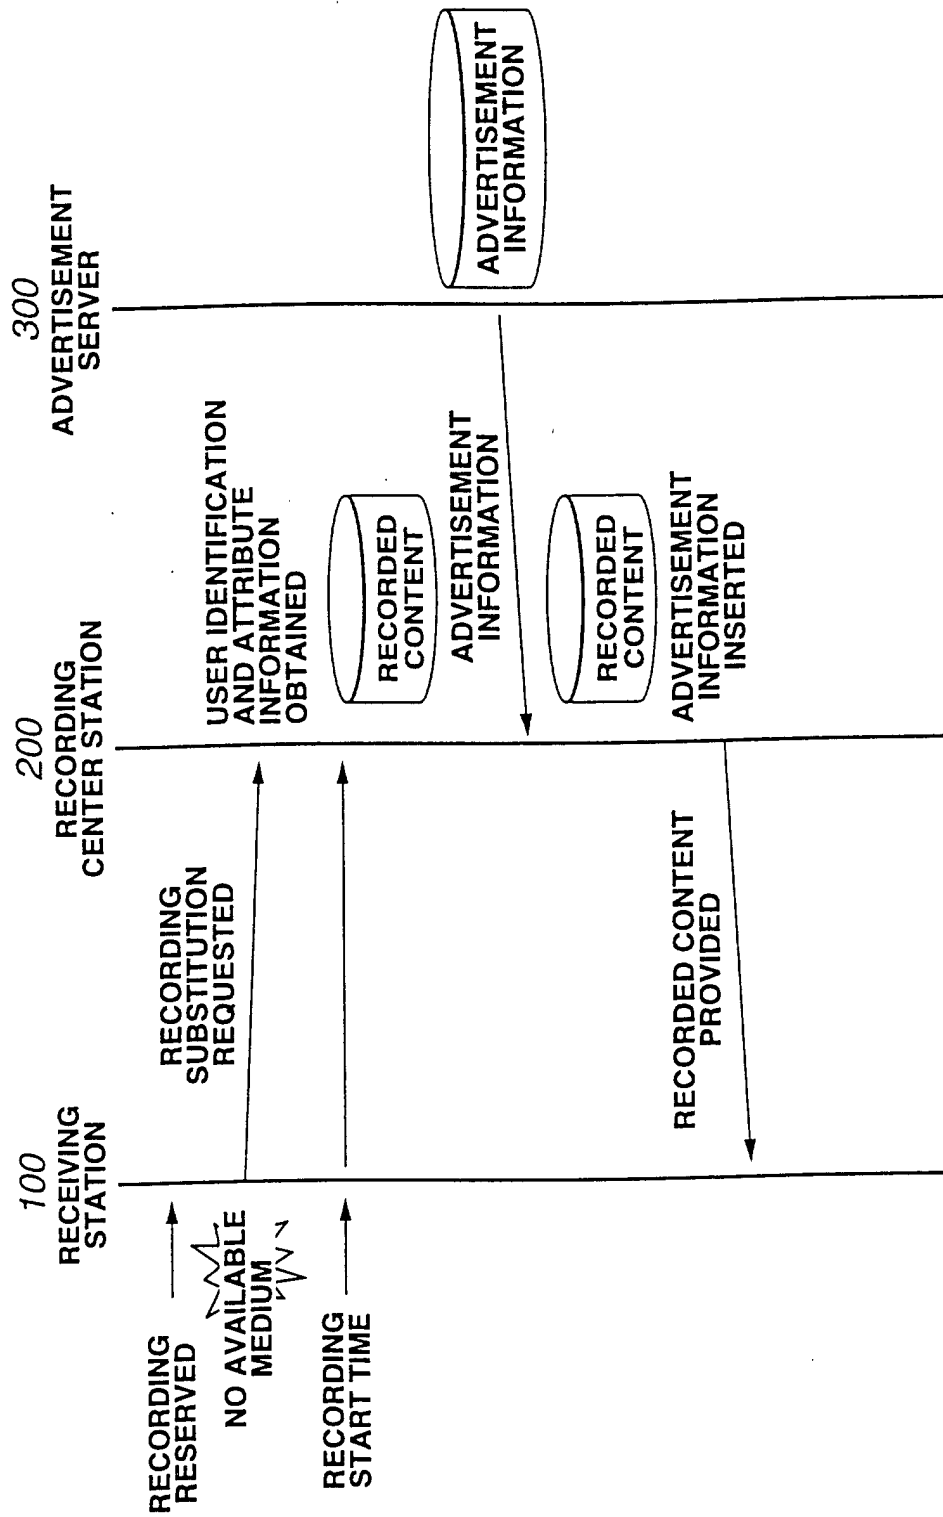 100
RECEIVING
STATION
200
RECORDING
CENTER STATION
300
ADVERTISEMENT
SERVER
RECORDING
RESERVED
NO AVAILABLE
MEDIUM
RECORDING
SUBSTITUTION
REQUESTED
USER IDENTIFICATION
AND ATTRIBUTE
INFORMATION
OBTAINED
RECORDING
START TIME
RECORDED
CONTENT
ADVERTISEMENT
INFORMATION
ADVERTISEMENT
INFORMATION
RECORDED
CONTENT
ADVERTISEMENT
INFORMATION
INSERTED
RECORDED CONTENT
PROVIDED